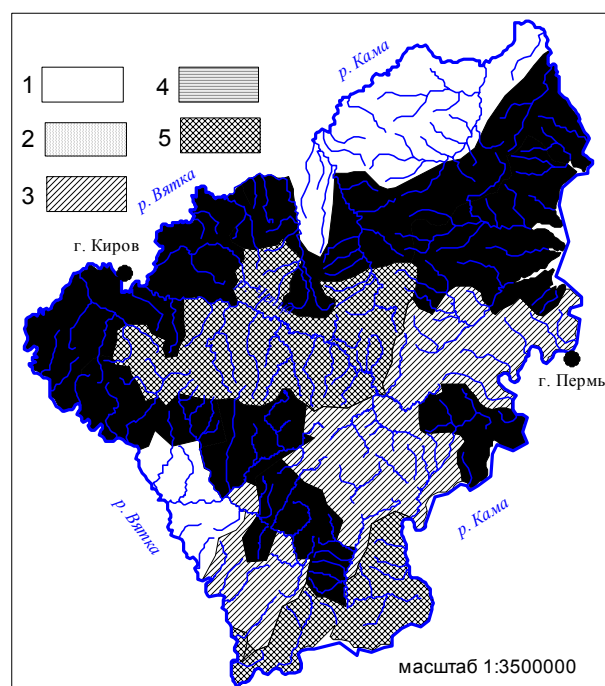 р. Кама
1
4
2
5
3
р. Вятка
г. Киров
г. Пермь
р. Вятка
р. Кама
масштаб 1:3500000